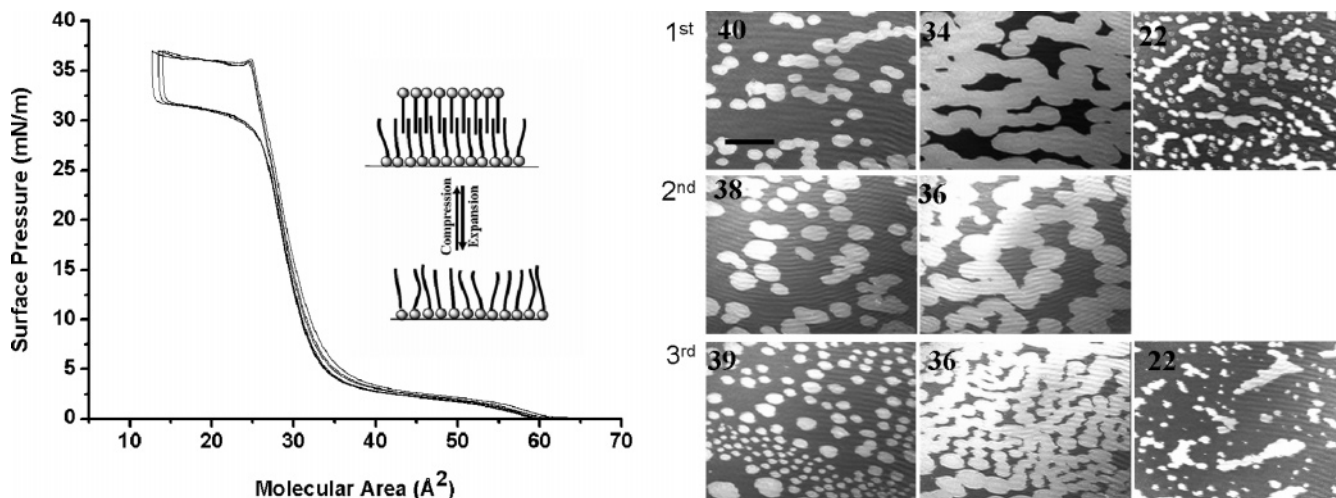 40
35
30
25
20
15
10
5
0
10 20 30 40 50 60 70
Surface Pressure (mN/m)
Molecular Area (Å2)
Compression
Expansion
1st 40 34 22
2nd 38 36
3rd 39 36 22